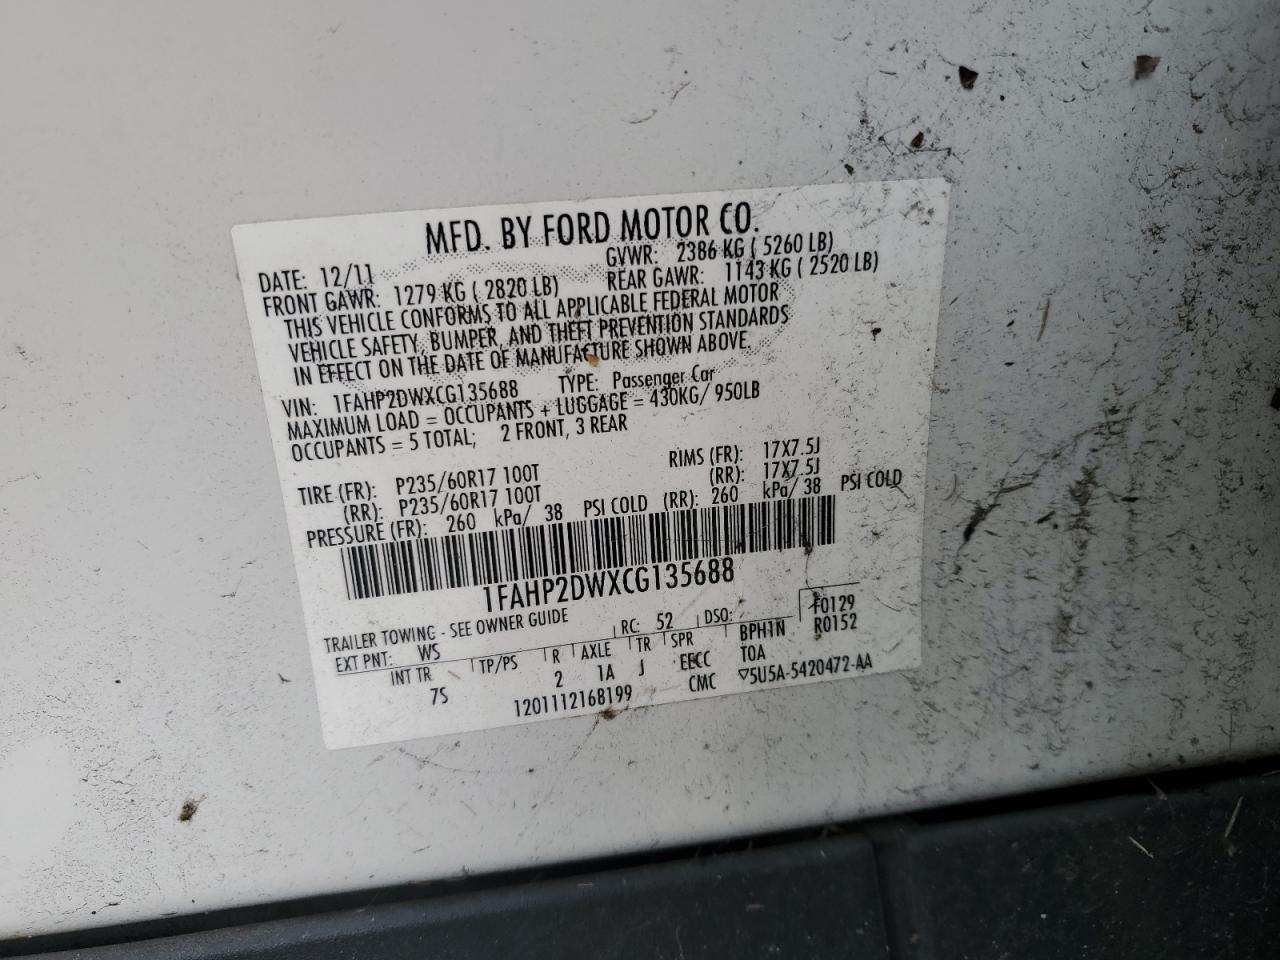 MFD. BY FORD MOTOR CO.
DATE: 12/11 GVWR: 2386 KG ( 5260 LB)
FRONT GAWR: 1279 KG ( 2820 LB) REAR GAWR: 1143 KG ( 2520 LB)
THIS VEHICLE CONFORMS TO ALL APPLICABLE FEDERAL MOTOR
VEHICLE SAFETY, BUMPER, AND THEFT PREVENTION STANDARDS
IN EFFECT ON THE DATE OF MANUFACTURE SHOWN ABOVE.
VIN: 1FAHP2DWXCG135688 TYPE: Passenger Car
MAXIMUM LOAD = OCCUPANTS + LUGGAGE = 430KG/ 950LB
OCCUPANTS = 5 TOTAL; 2 FRONT, 3 REAR
TIRE (FR): P235/60R17 100T RIMS (FR): 17X7.5J
(RR): P235/60R17 100T (RR): 17X7.5J
PRESSURE (FR): 260 kPa/ 38 PSI COLD (RR): 260 kPa/ 38 PSI COLD
1FAHP2DWXCG135688
TRAILER TOWING - SEE OWNER GUIDE
EXT PNT: WS RC: 52 DSO: F0129
INT TR TP/PS R AXLE TR SPR BPH1N R0152
7S 2 1A J EECC TOA
1201112168199 CMC ▽5U5A-5420472-AA